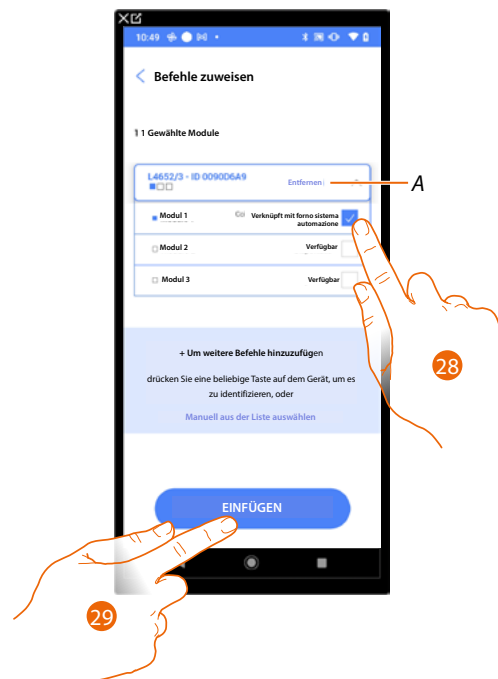 10:49
Befehle zuweisen
1 Gewählte Module
L4652/3 - ID 0090D6A9
Entfernen
A
Modul 1
Verknüpft mit forno sistema
automazione
Modul 2
Verfügbar
Modul 3
Verfügbar
28
+ Um weitere Befehle hinzuzufügen
drücken Sie eine beliebige Taste auf dem Gerät, um es
zu identifizieren, oder
Manuell aus der Liste auswählen
EINFÜGEN
29